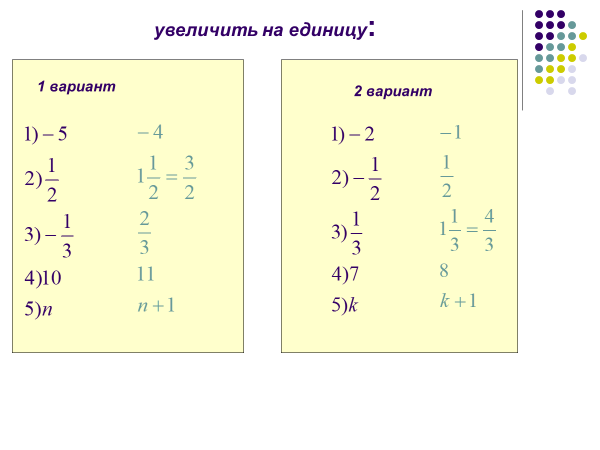 увеличить на единицу:
1 вариант
1) −5 −4
2) 1/2 1 1/2 = 3/2
3) −1/3 2/3
4)10 11
5)n n+1
2 вариант
1) −2 −1
2) −1/2 1/2
3) 1/3 1 1/3 = 4/3
4)7 8
5)k k+1